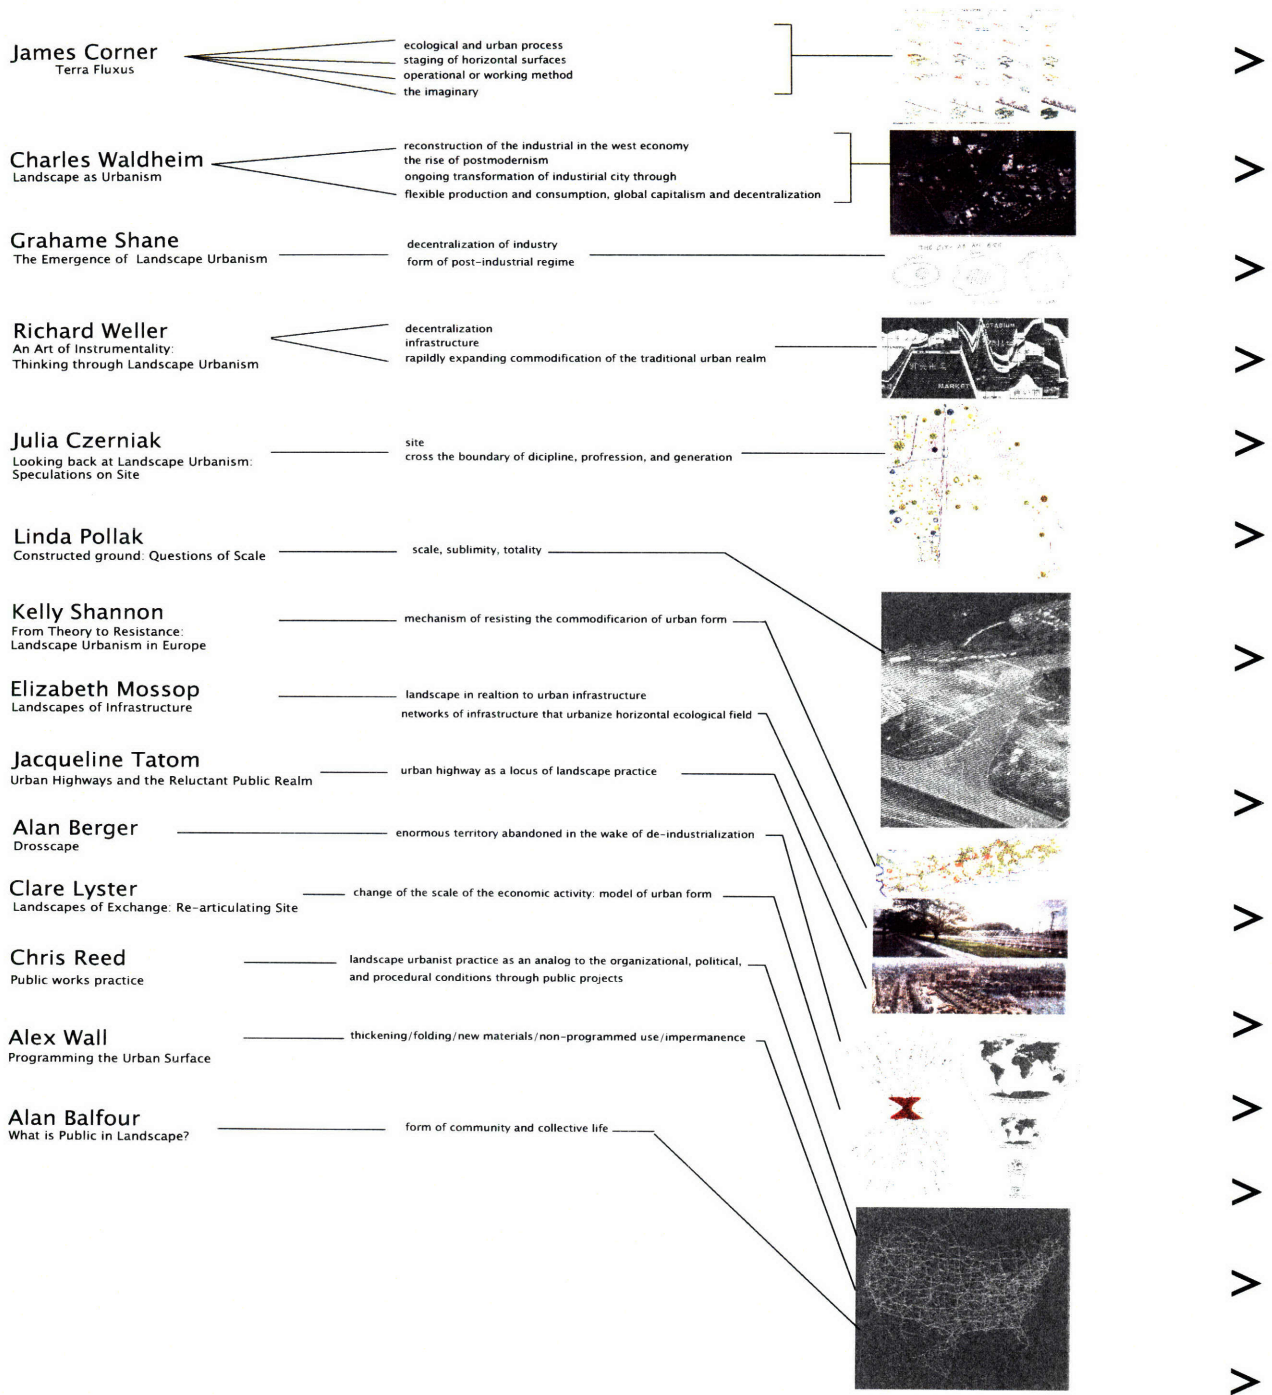 James Corner
Terra Fluxus
ecological and urban process
staging of horizontal surfaces
operational or working method
the imaginary
>
Charles Waldheim
Landscape as Urbanism
reconstruction of the industrial in the west economy
the rise of postmodernism
ongoing transformation of industirial city through
flexible production and consumption, global capitalism and decentralization
>
Grahame Shane
The Emergence of Landscape Urbanism
decentralization of industry
form of post-industrial regime
THE CITY AS AN EGG
>
Richard Weller
An Art of Instrumentality:
Thinking through Landscape Urbanism
decentralization
infrastructure
rapildly expanding commodification of the traditional urban realm
STADIUM
MARKET
>
Julia Czerniak
Looking back at Landscape Urbanism:
Speculations on Site
site
cross the boundary of dicipline, profression, and generation
>
Linda Pollak
Constructed ground: Questions of Scale
scale, sublimity, totality
>
Kelly Shannon
From Theory to Resistance:
Landscape Urbanism in Europe
mechanism of resisting the commodificarion of urban form
>
Elizabeth Mossop
Landscapes of Infrastructure
landscape in realtion to urban infrastructure
networks of infrastructure that urbanize horizontal ecological field
Jacqueline Tatom
Urban Highways and the Reluctant Public Realm
urban highway as a locus of landscape practice
>
Alan Berger
Drosscape
enormous territory abandoned in the wake of de-industrialization
Clare Lyster
Landscapes of Exchange: Re-articulating Site
change of the scale of the economic activity: model of urban form
>
Chris Reed
Public works practice
landscape urbanist practice as an analog to the organizational, political,
and procedural conditions through public projects
>
Alex Wall
Programming the Urban Surface
thickening/folding/new materials/non-programmed use/impermanence
>
Alan Balfour
What is Public in Landscape?
form of community and collective life
>
>
>